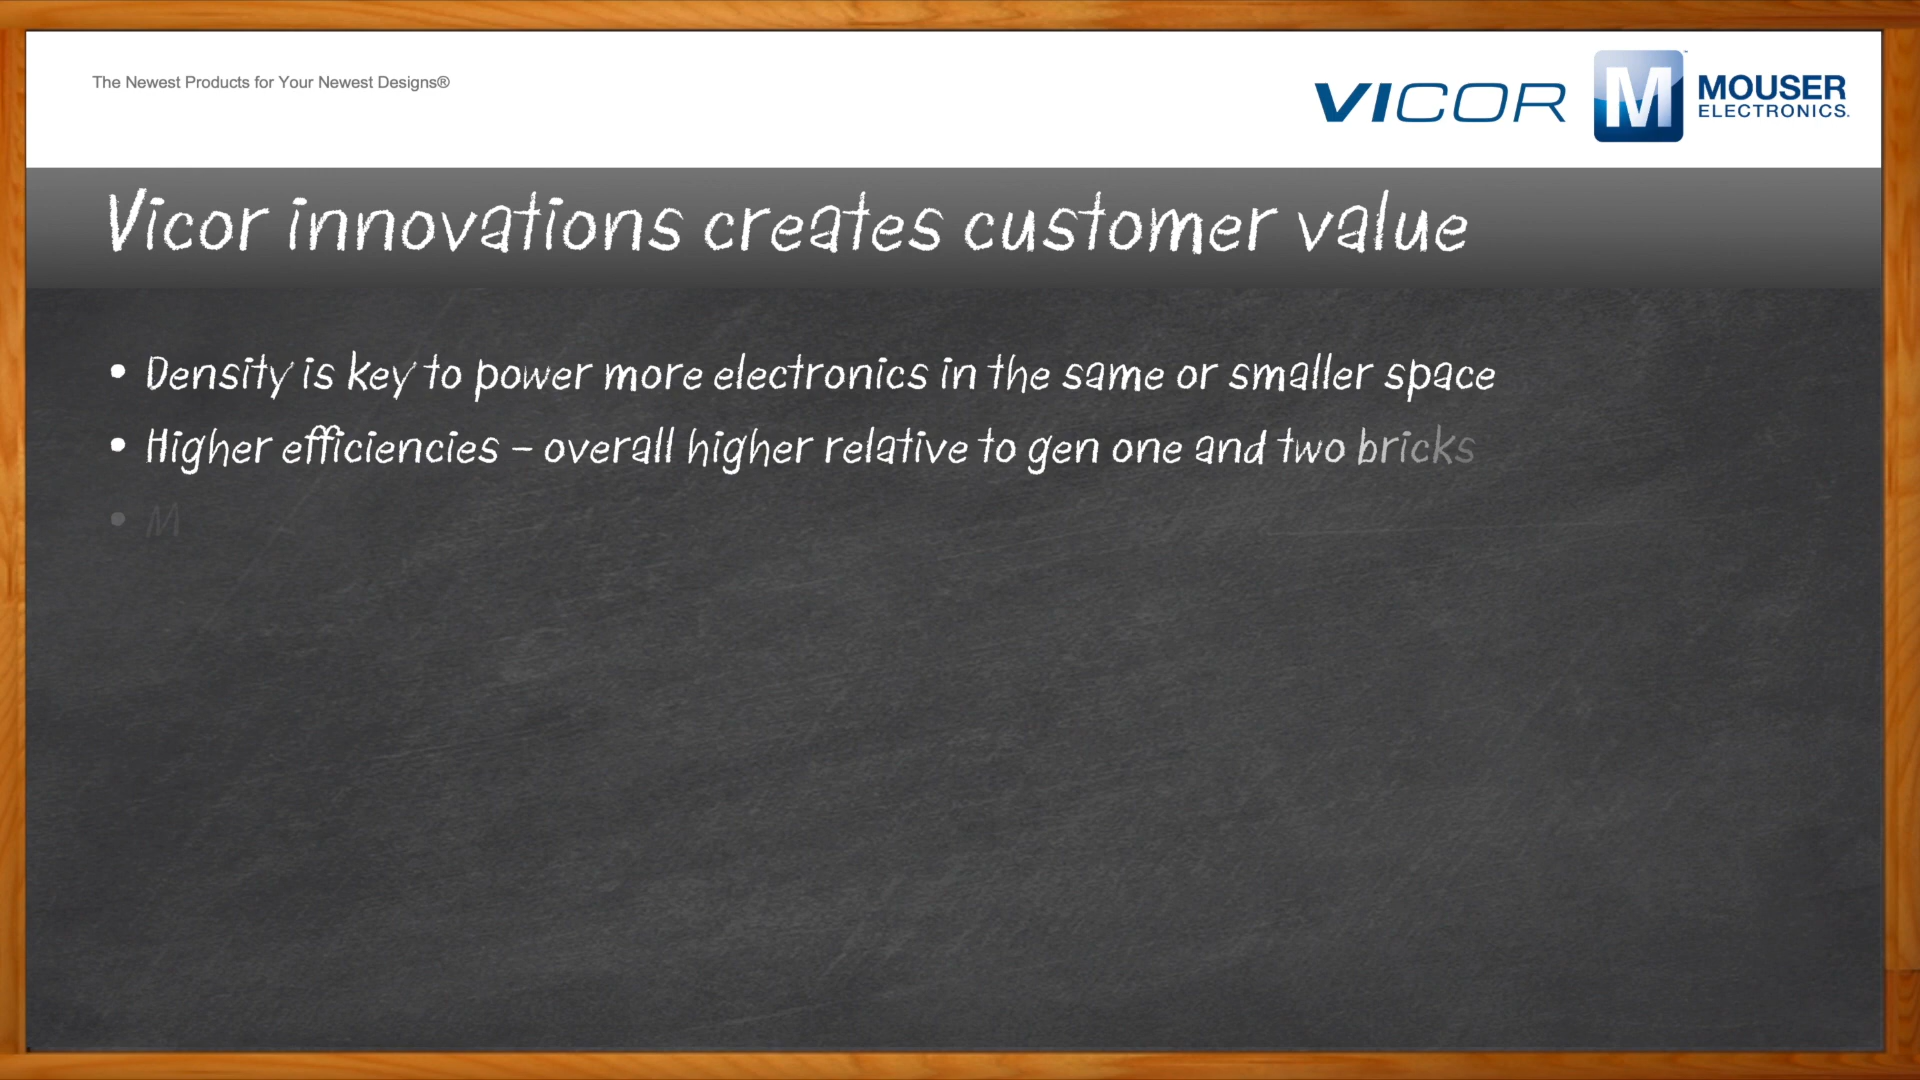 The Newest Products for Your Newest Designs®
VICOR
M
MOUSER
ELECTRONICS.
Vicor innovations creates customer value
• Density is key to power more electronics in the same or smaller space
• Higher efficiencies – overall higher relative to gen one and two bricks
• M